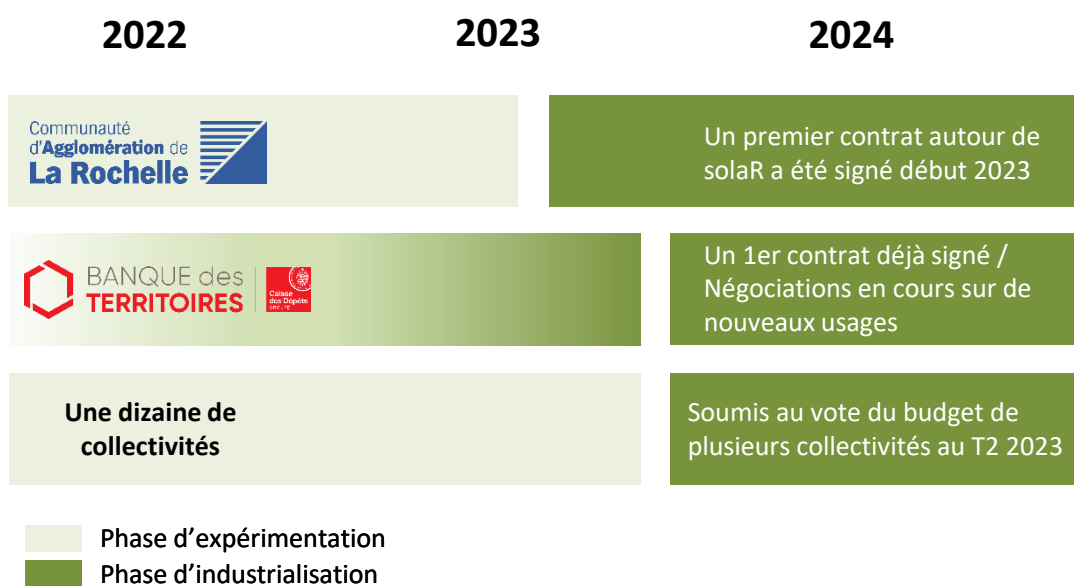 2022
2023
2024
Communauté
d'Agglomération de
La Rochelle
Un premier contrat autour de
solaR a été signé début 2023
BANQUE des
TERRITOIRES
Caisse
des Dépôts
GROUPE
Un 1er contrat déjà signé /
Négociations en cours sur de
nouveaux usages
Une dizaine de
collectivités
Soumis au vote du budget de
plusieurs collectivités au T2 2023
Phase d'expérimentation
Phase d'industrialisation